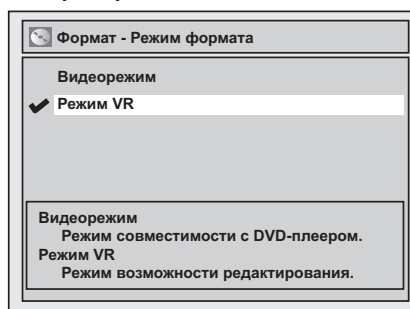 Формат - Режим формата
Видеорежим
Режим VR
Видеорежим
Режим совместимости с DVD-плеером.
Режим VR
Режим возможности редактирования.